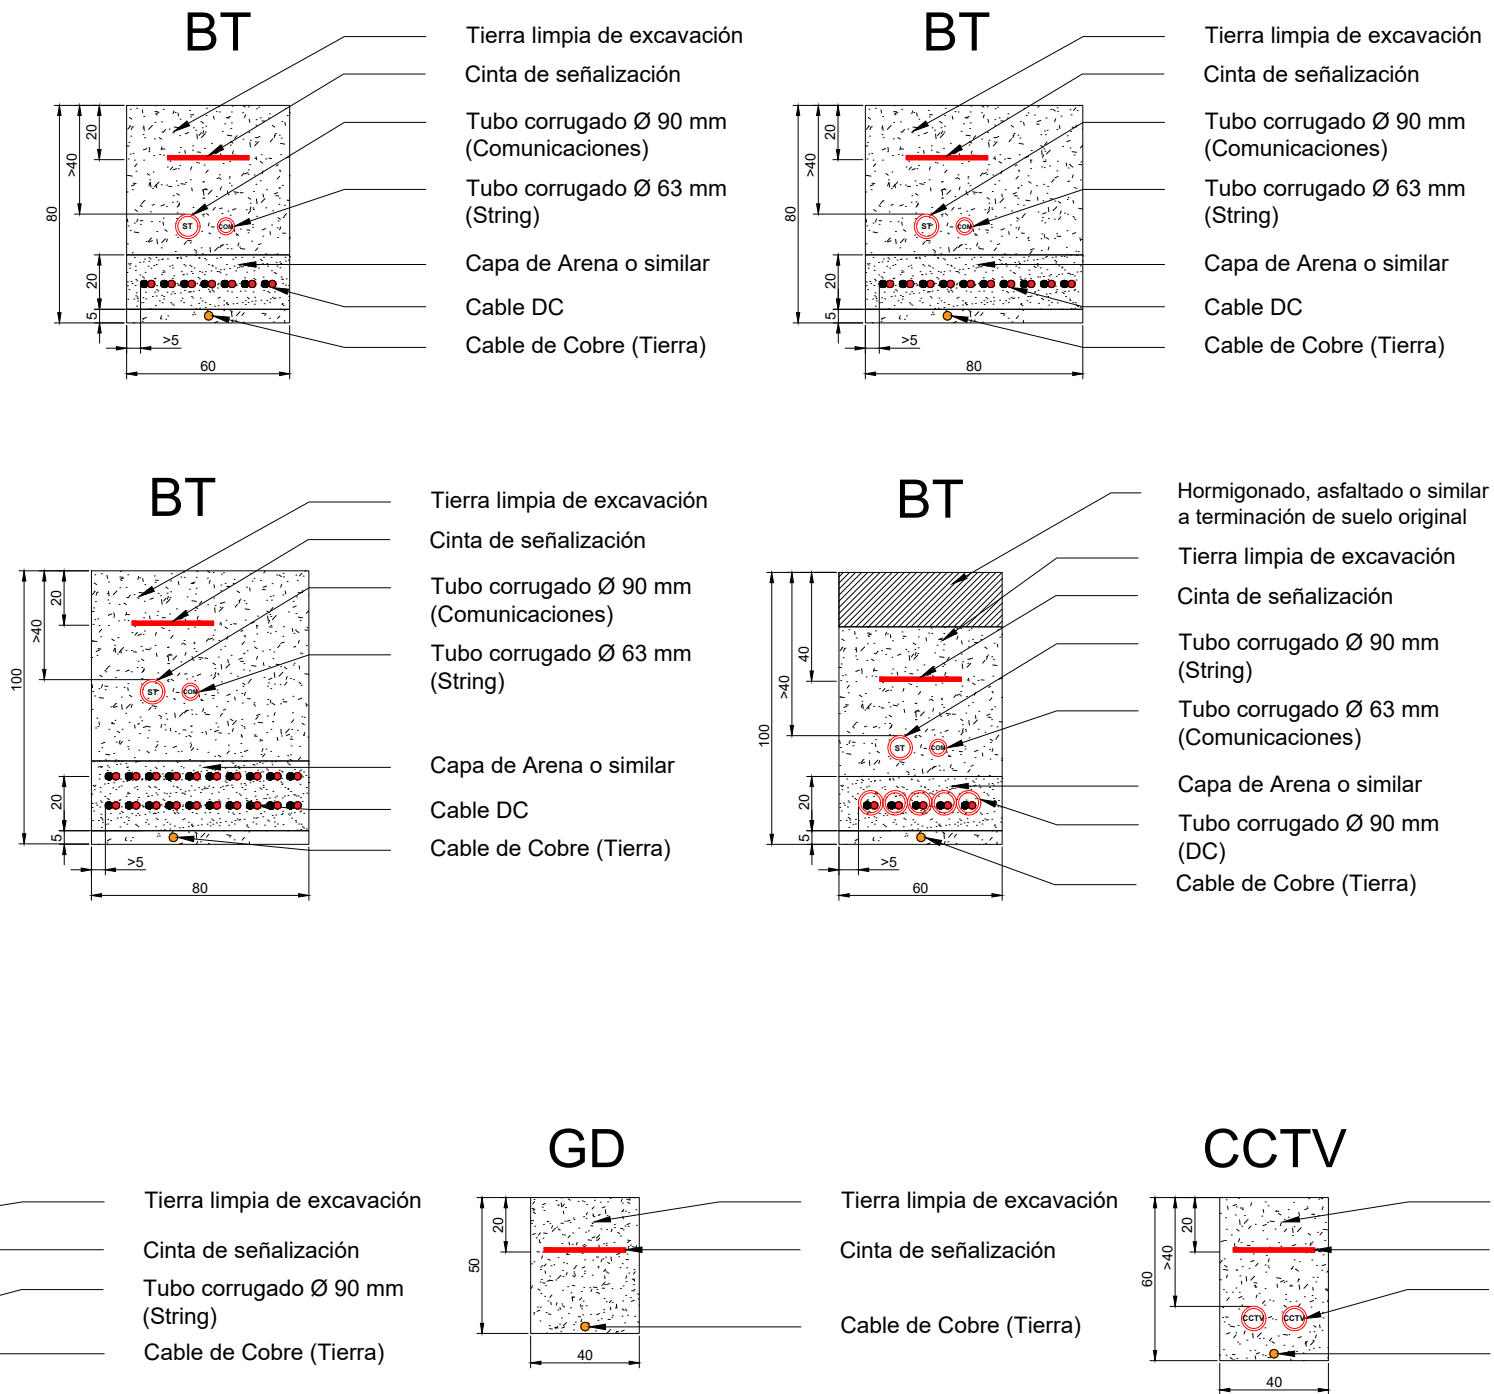 BT
Tierra limpia de excavación
Cinta de señalización
Tubo corrugado Ø 90 mm
(Comunicaciones)
Tubo corrugado Ø 63 mm
(String)
Capa de Arena o similar
Cable DC
Cable de Cobre (Tierra)
80
>40
20
20
5
>5
60
ST
COM
BT
Tierra limpia de excavación
Cinta de señalización
Tubo corrugado Ø 90 mm
(Comunicaciones)
Tubo corrugado Ø 63 mm
(String)
Capa de Arena o similar
Cable DC
Cable de Cobre (Tierra)
80
>40
20
20
5
>5
80
ST
COM
BT
Tierra limpia de excavación
Cinta de señalización
Tubo corrugado Ø 90 mm
(Comunicaciones)
Tubo corrugado Ø 63 mm
(String)
Capa de Arena o similar
Cable DC
Cable de Cobre (Tierra)
100
>40
20
20
5
>5
80
ST
COM
BT
Hormigonado, asfaltado o similar
a terminación de suelo original
Tierra limpia de excavación
Cinta de señalización
Tubo corrugado Ø 90 mm
(String)
Tubo corrugado Ø 63 mm
(Comunicaciones)
Capa de Arena o similar
Tubo corrugado Ø 90 mm
(DC)
Cable de Cobre (Tierra)
100
>40
40
20
5
>5
60
ST
COM
Tierra limpia de excavación
Cinta de señalización
Tubo corrugado Ø 90 mm
(String)
Cable de Cobre (Tierra)
GD
Tierra limpia de excavación
Cinta de señalización
Cable de Cobre (Tierra)
50
20
40
CCTV
60
>40
20
CCTV
CCTV
40